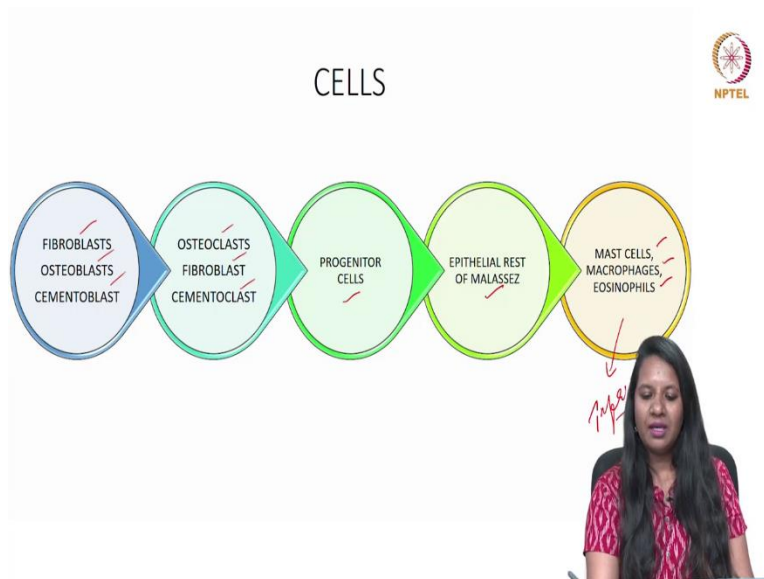 CELLS
NPTEL
FIBROBLASTS
OSTEOBLASTS
CEMENTOBLAST
OSTEOCLASTS
FIBROBLAST
CEMENTOCLAST
PROGENITOR
CELLS
EPITHELIAL REST
OF MALASSEZ
MAST CELLS,
MACROPHAGES,
EOSINOPHILS